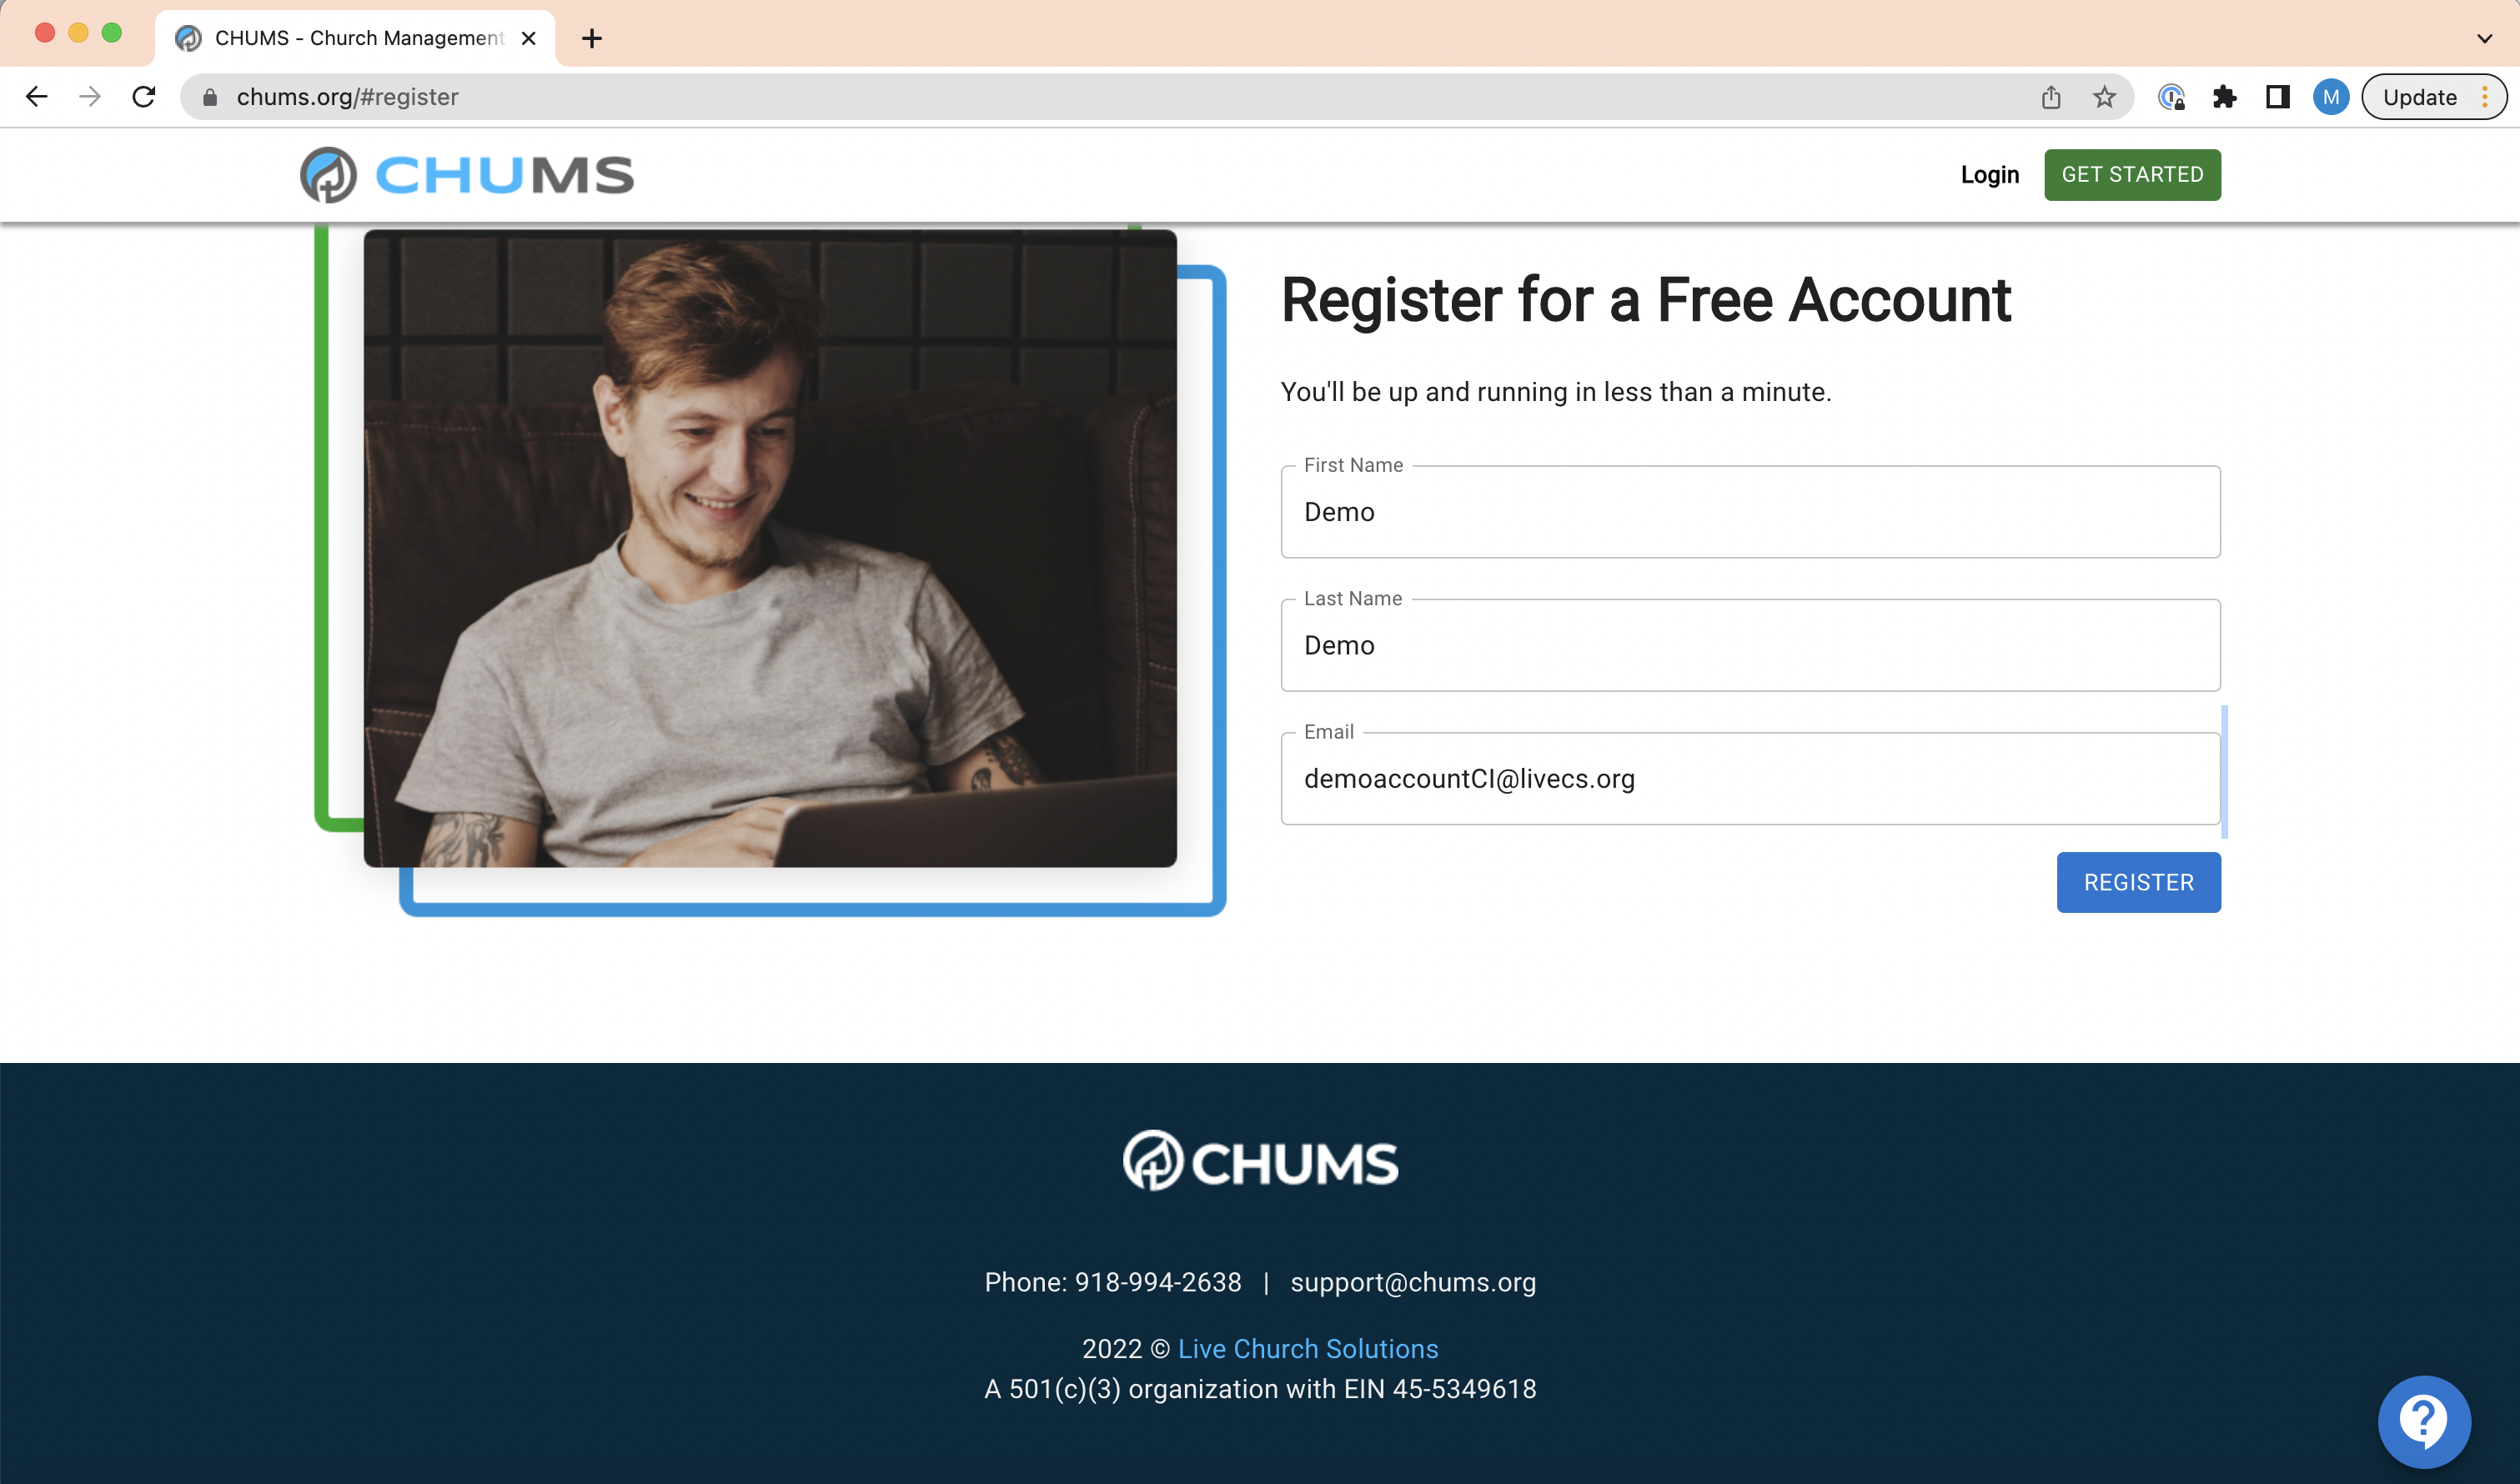 CHUMS - Church Management
chums.org/#register
M
Update
CHUMS
Login
GET STARTED
Register for a Free Account
You'll be up and running in less than a minute.
First Name
Demo
Last Name
Demo
Email
demoaccountCI@livecs.org
REGISTER
CHUMS
Phone: 918-994-2638 | support@chums.org
2022 © Live Church Solutions
A 501(c)(3) organization with EIN 45-5349618